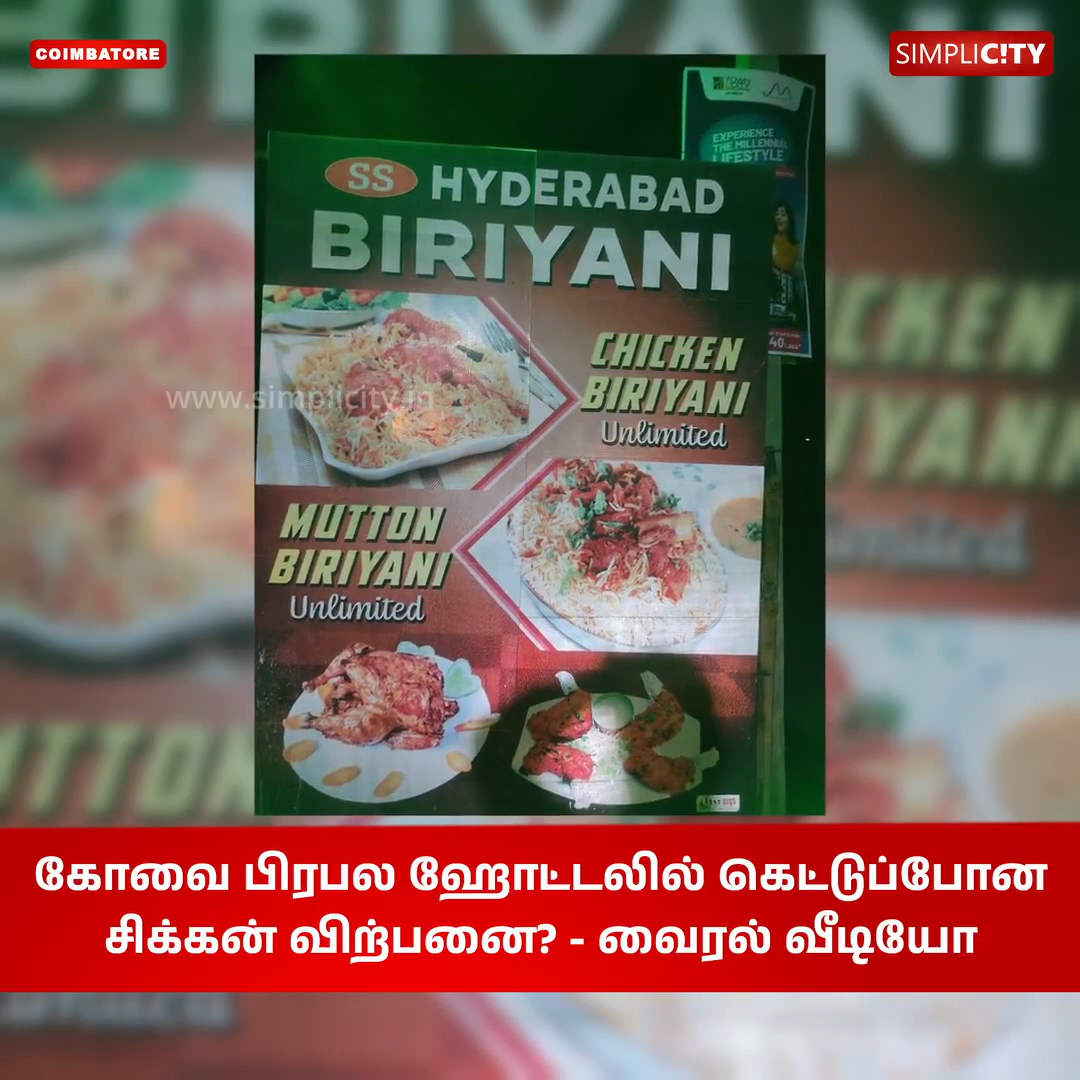 COIMBATORE
SIMPLIC!TY
EXPERIENCE
THE MILLENNIAL
LIFESTYLE
SS HYDERABAD
BIRIYANI
CHICKEN
BIRIYANI
Unlimited
www.simplicity.in
MUTTON
BIRIYANI
Unlimited
கோவை பிரபல ஹோட்டலில் கெட்டுப்போன
சிக்கன் விற்பனை? - வைரல் வீடியோ